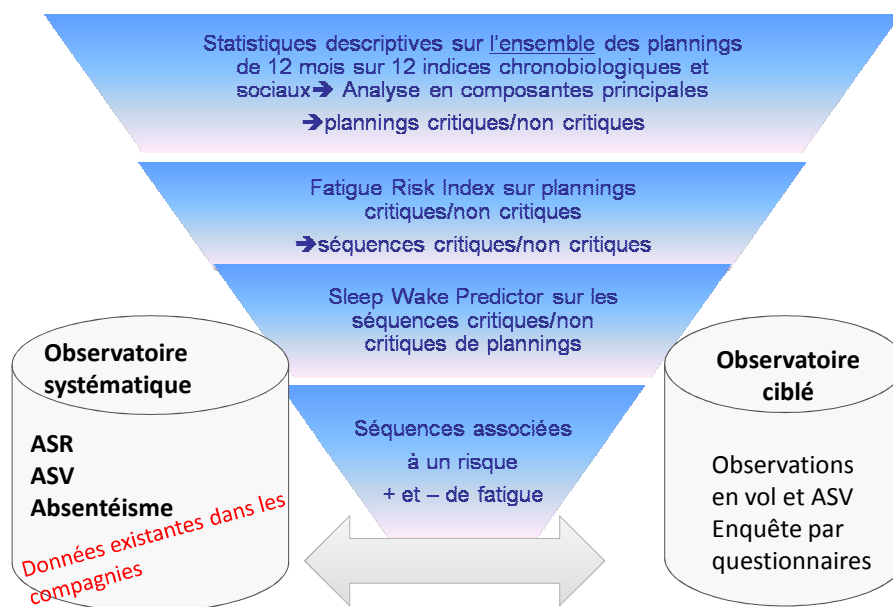 Statistiques descriptives sur l'ensemble des plannings
de 12 mois sur 12 indices chronobiologiques et
sociaux➔ Analyse en composantes principales
➔plannings critiques/non critiques
Fatigue Risk Index sur plannings
critiques/non critiques
➔séquences critiques/non critiques
Sleep Wake Predictor sur les
séquences critiques/non
critiques de plannings
Séquences associées
à un risque
+ et – de fatigue
Observatoire
systématique
ASR
ASV
Absentéisme
Données existantes dans les
compagnies
Observatoire
ciblé
Observations
en vol et ASV
Enquête par
questionnaires